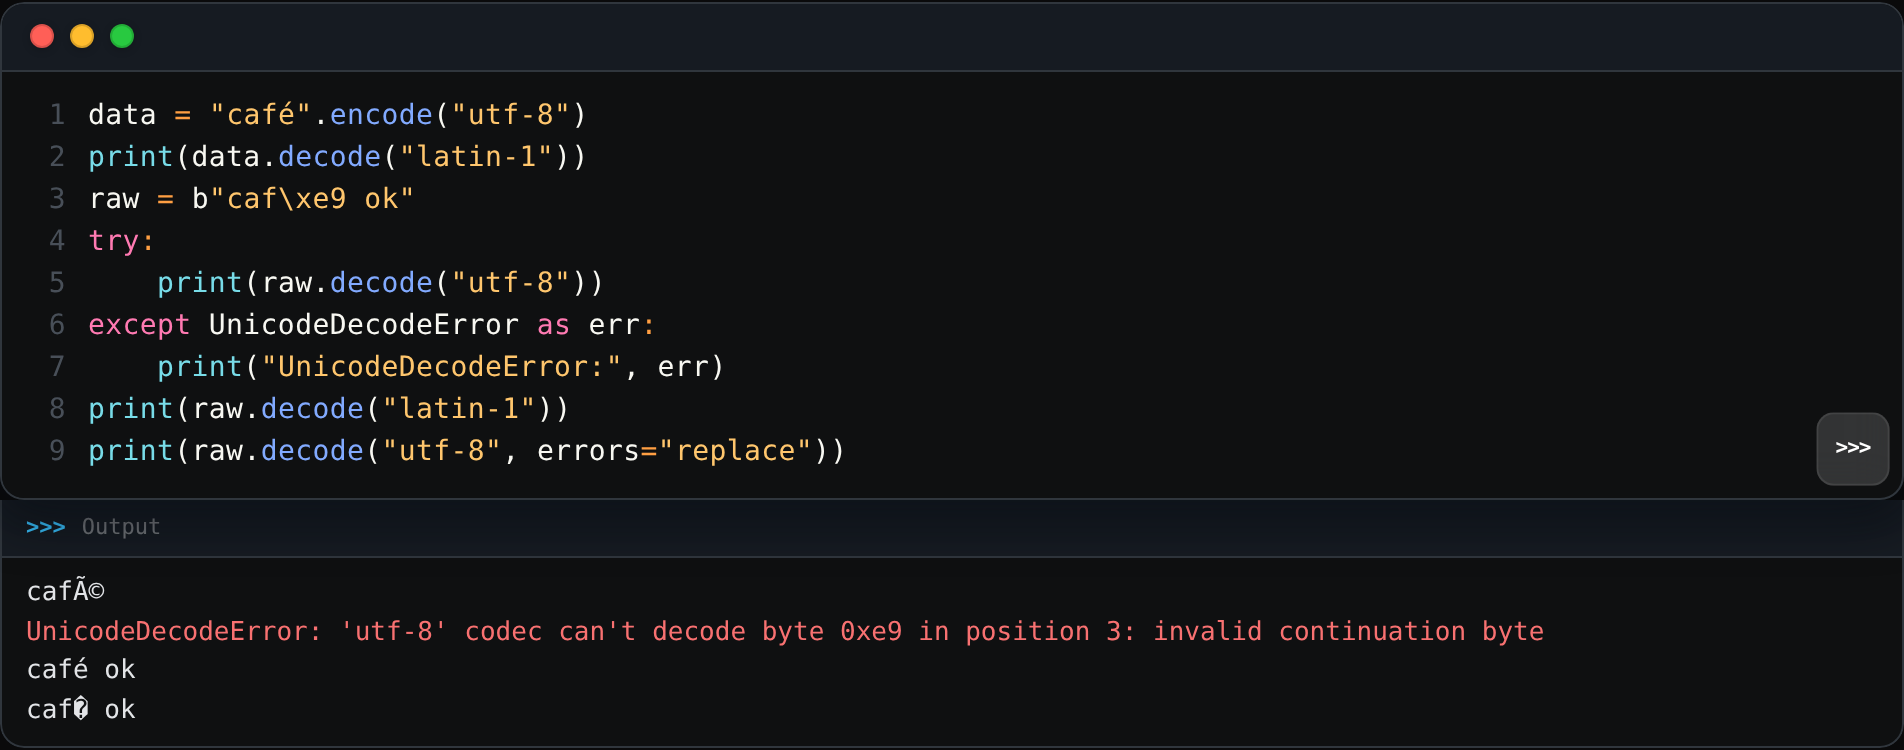 1 data = "café".encode("utf-8")
2 print(data.decode("latin-1"))
3 raw = b"caf\xe9 ok"
4 try:
5     print(raw.decode("utf-8"))
6 except UnicodeDecodeError as err:
7     print("UnicodeDecodeError:", err)
8 print(raw.decode("latin-1"))
9 print(raw.decode("utf-8", errors="replace"))
>>>
>>> Output
cafÃ©
UnicodeDecodeError: 'utf-8' codec can't decode byte 0xe9 in position 3: invalid continuation byte
café ok
caf� ok